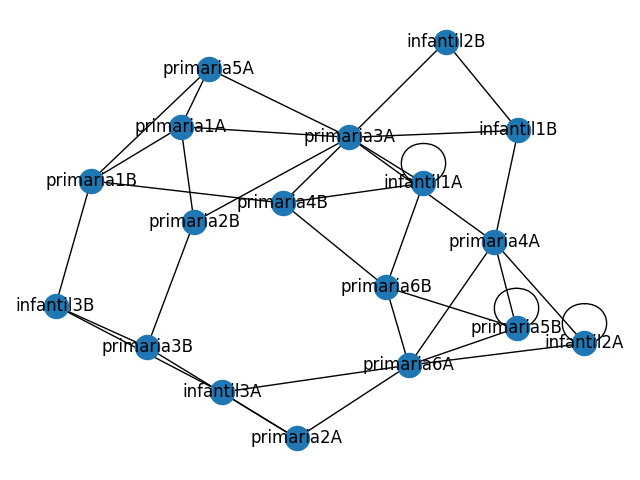 infantil2B
primaria5A
primaria1A
infantil1B
primaria3A
primaria1B
infantil1A
primaria4B
primaria2B
primaria4A
primaria6B
infantil3B
primaria5B
infantil2A
primaria3B
primaria6A
infantil3A
primaria2A